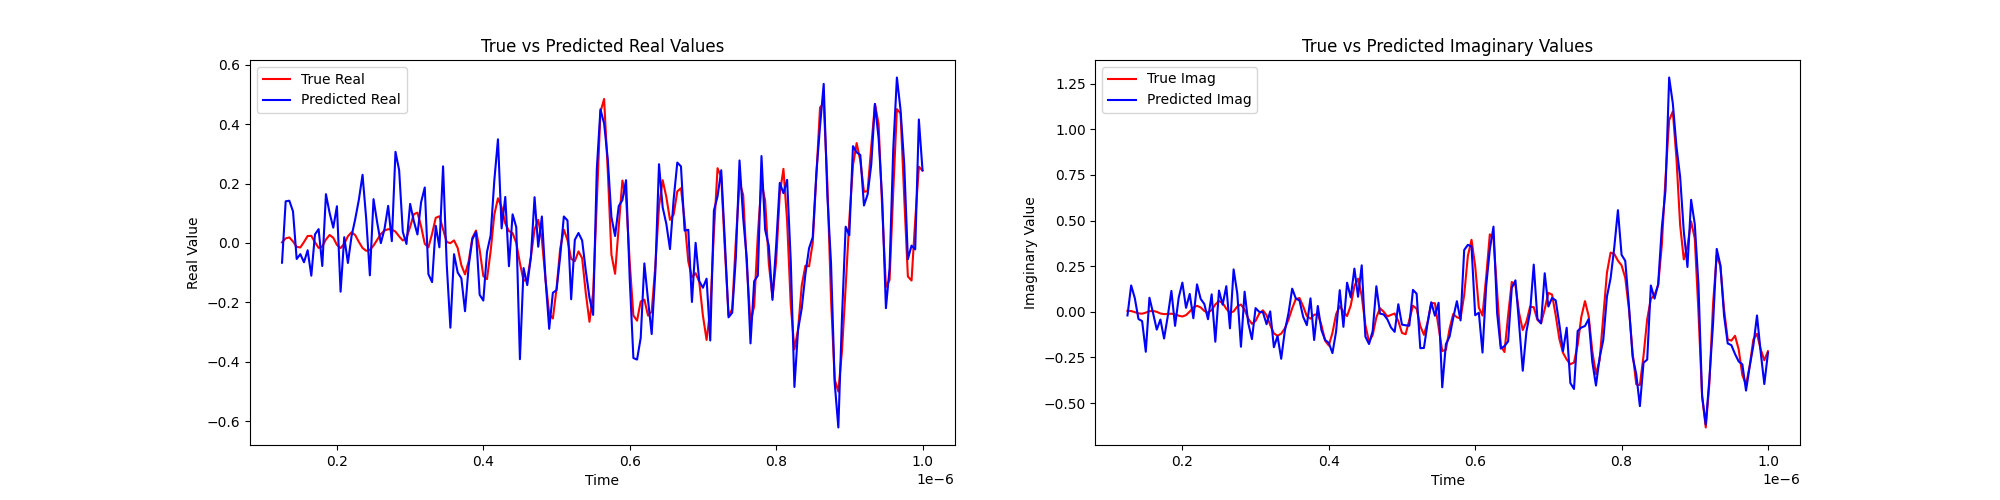 True vs Predicted Real Values
True Real
Predicted Real
Real Value
0.6
0.4
0.2
0.0
−0.2
−0.4
−0.6
0.2 0.4 0.6 0.8 1.0
1e−6
Time
True vs Predicted Imaginary Values
True Imag
Predicted Imag
Imaginary Value
1.25
1.00
0.75
0.50
0.25
0.00
−0.25
−0.50
0.2 0.4 0.6 0.8 1.0
1e−6
Time